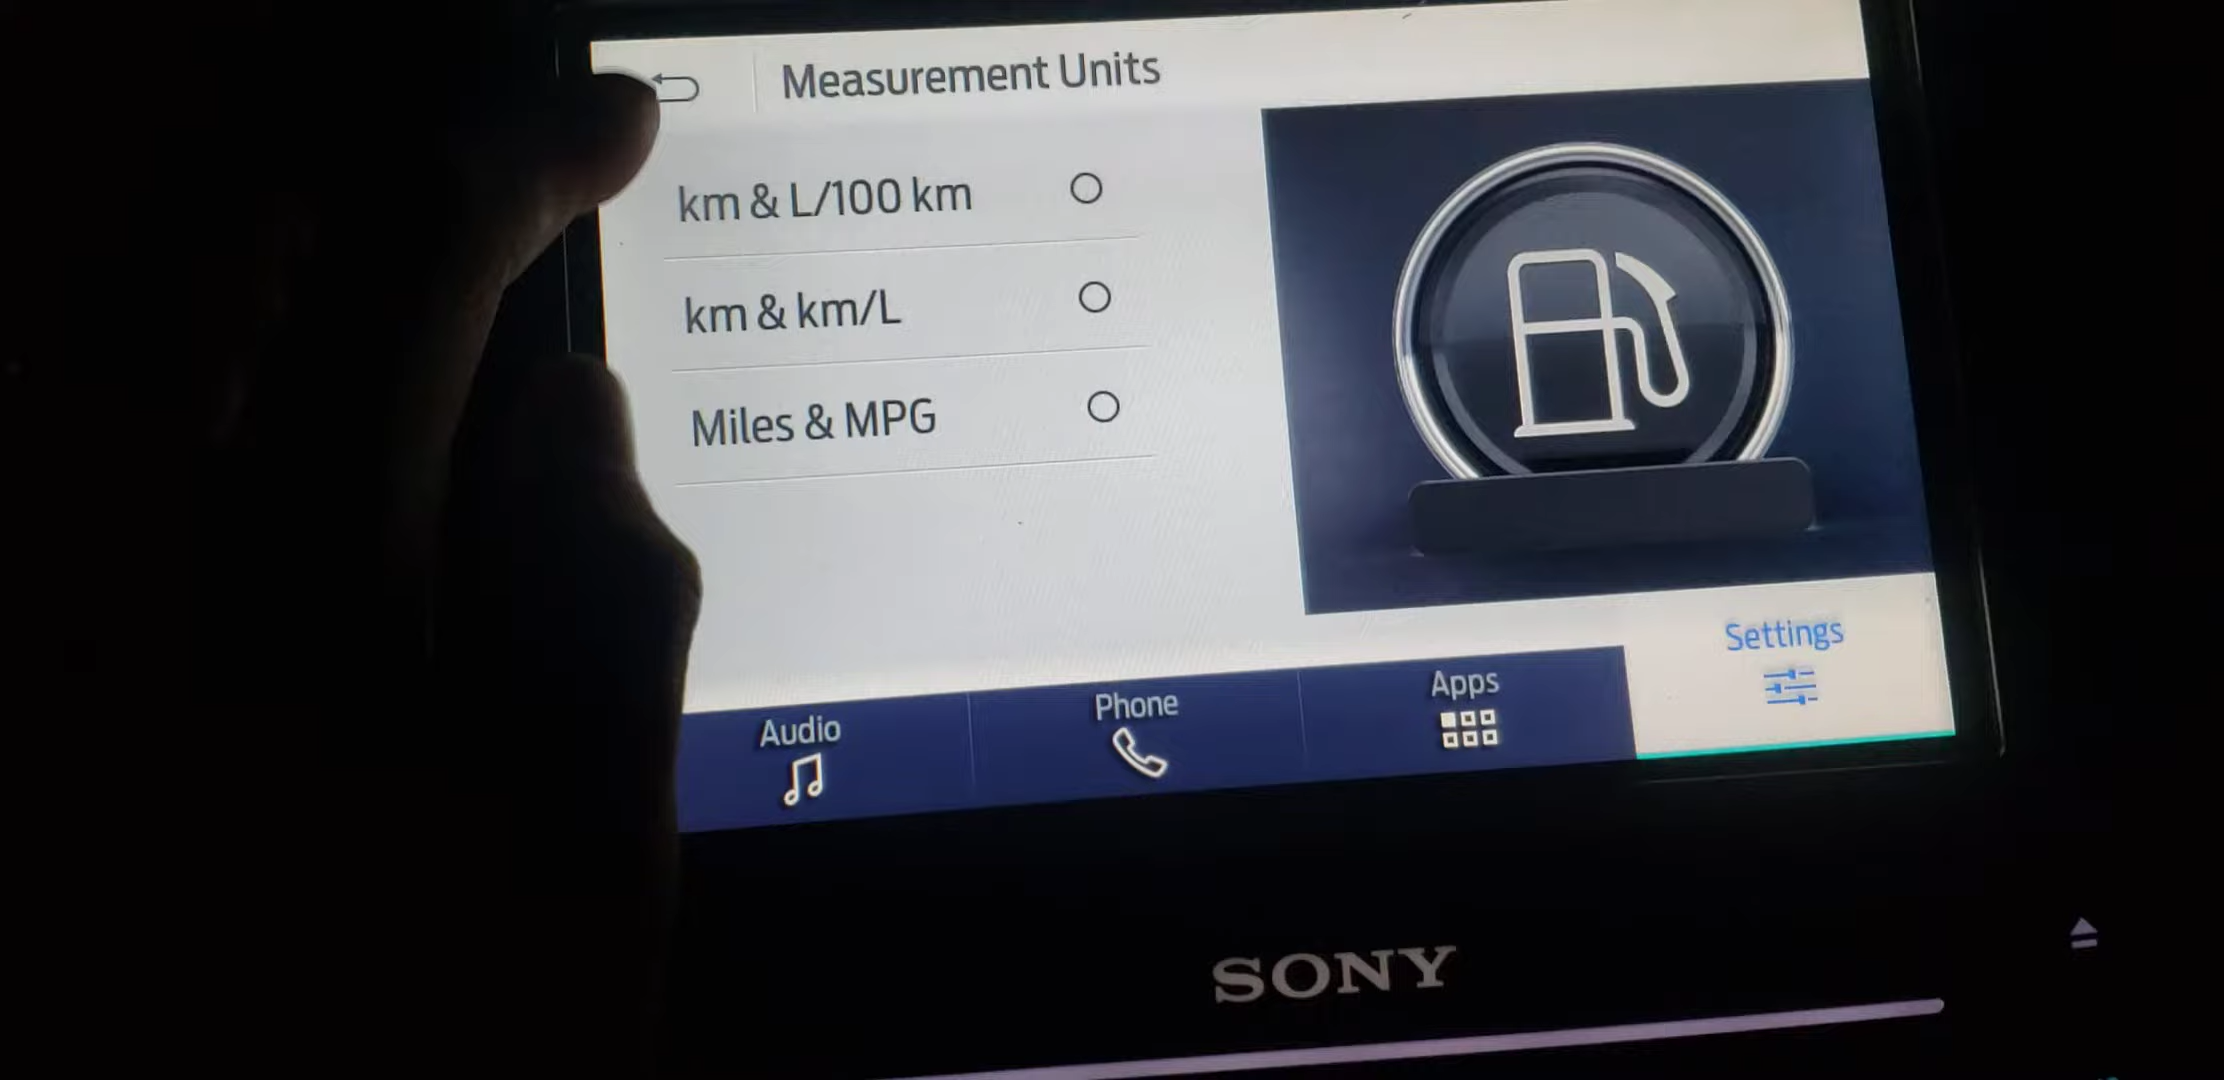 Measurement Units
km & L/100 km
km & km/L
Miles & MPG
Settings
Apps
Phone
Audio
SONY